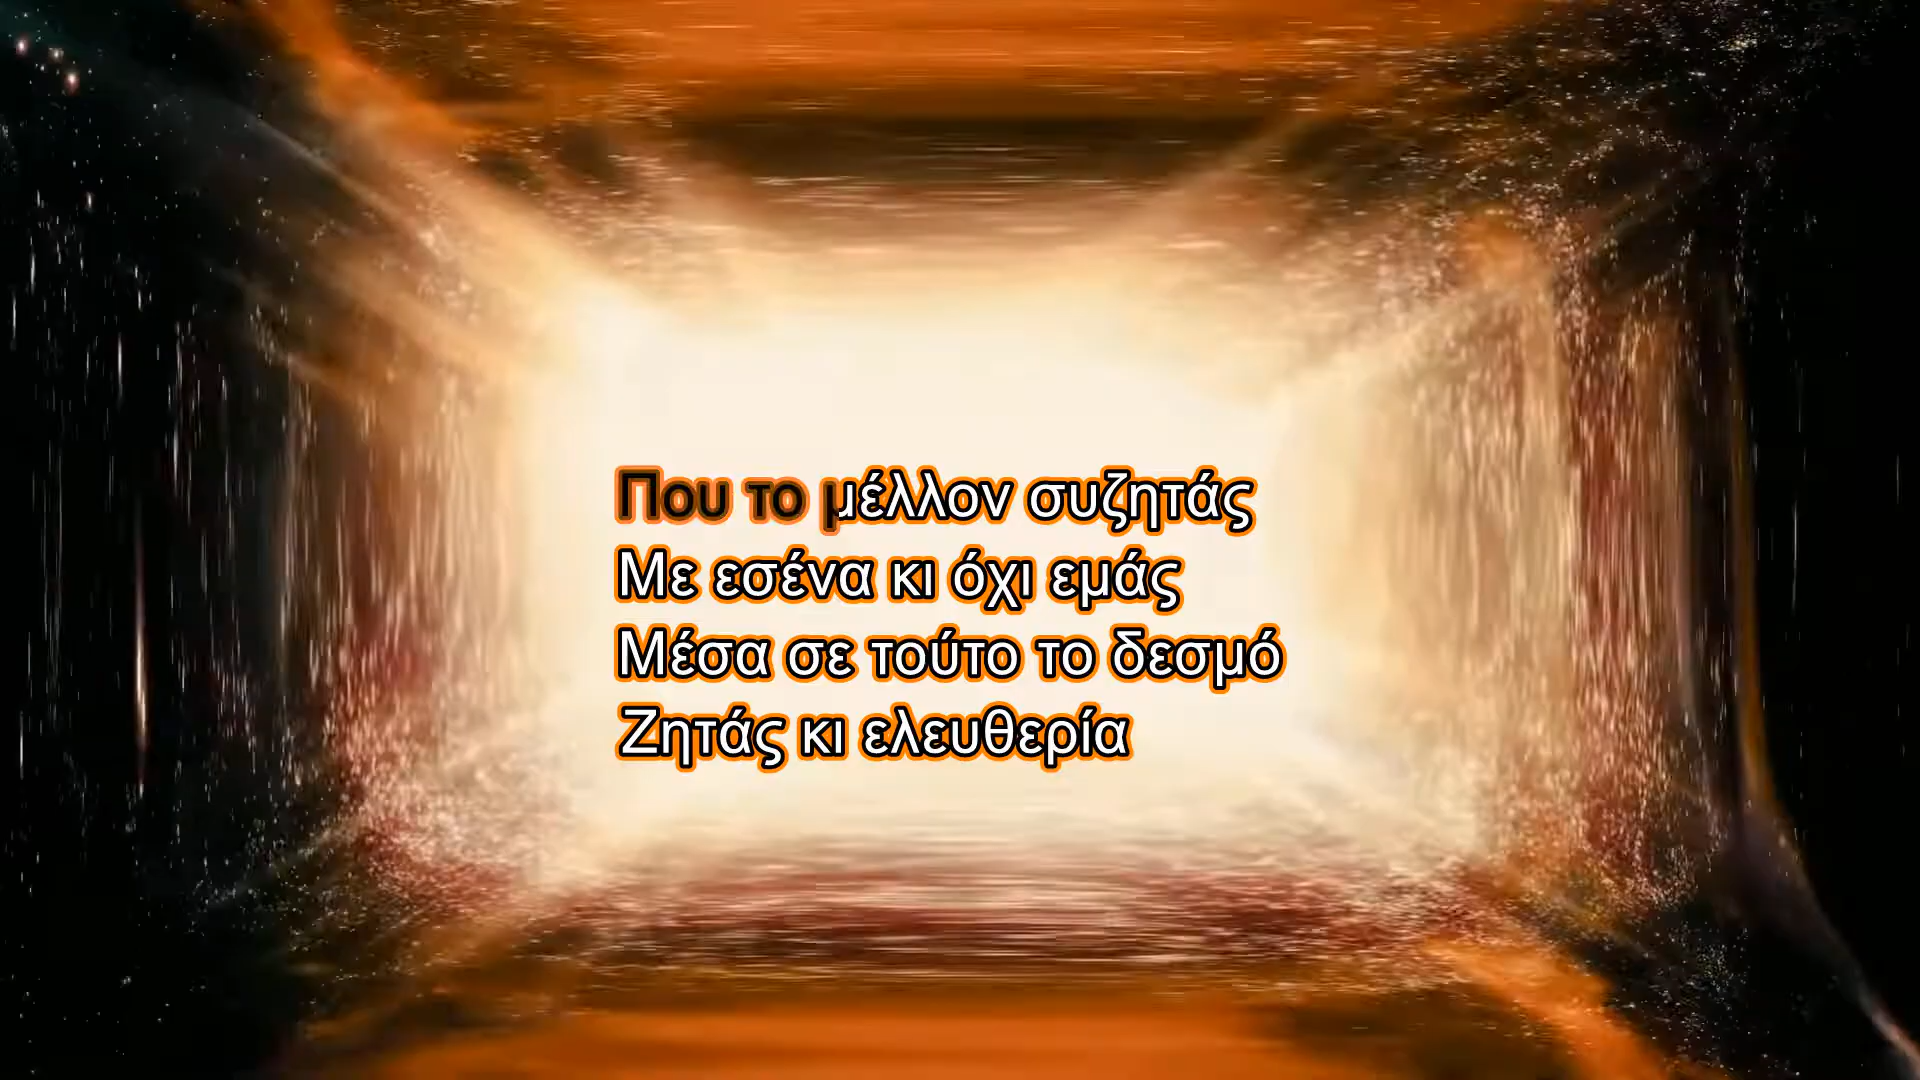 Που το μέλλον συζητάς
Με εσένα κι όχι εμάς
Μέσα σε τούτο το δεσμό
Ζητάς κι ελευθερία